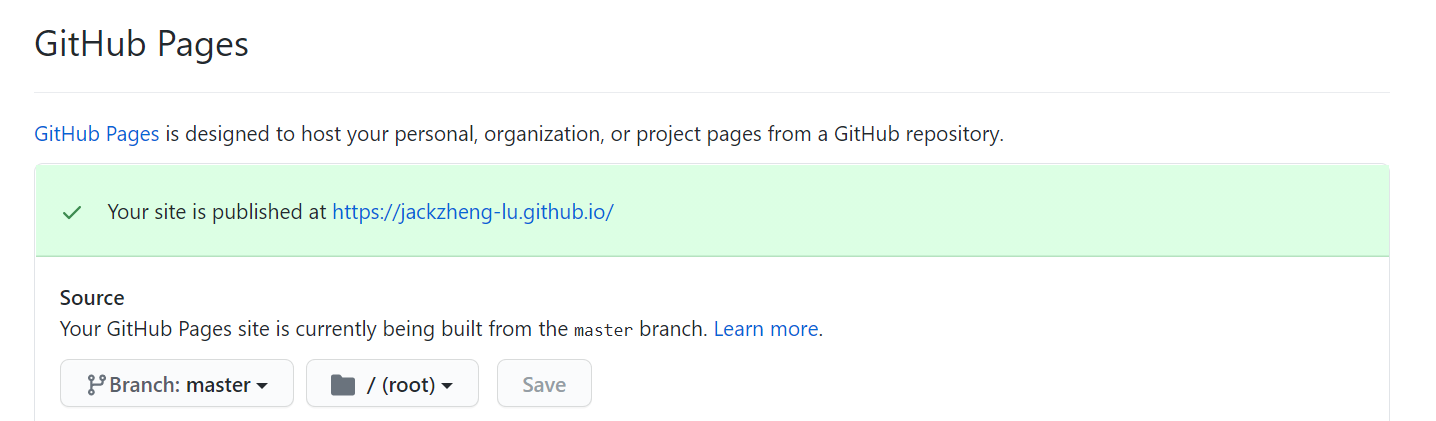 GitHub Pages
GitHub Pages is designed to host your personal, organization, or project pages from a GitHub repository.
Your site is published at https://jackzheng-lu.github.io/
Source
Your GitHub Pages site is currently being built from the master branch. Learn more.
Branch: master / (root) Save